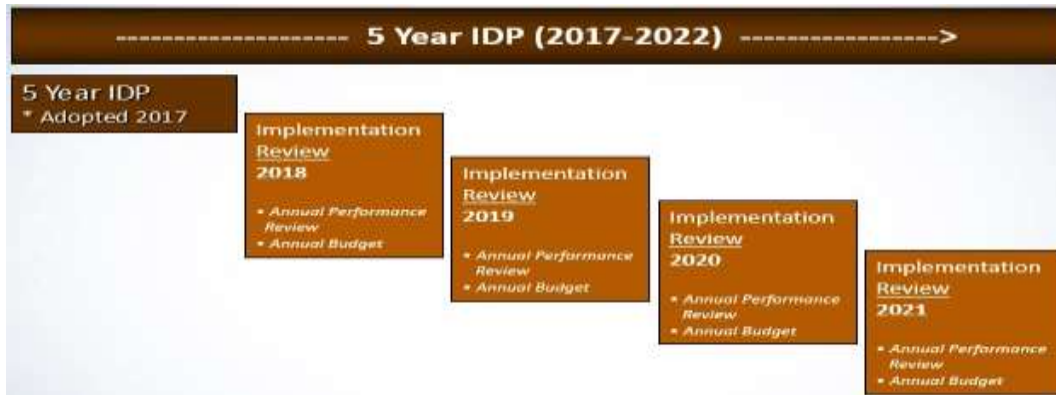 -------------------- 5 Year IDP (2017-2022) ----------------->
5 Year IDP
* Adopted 2017
Implementation
Review
2018
• Annual Performance
Review
• Annual Budget
Implementation
Review
2019
• Annual Performance
Review
• Annual Budget
Implementation
Review
2020
• Annual Performance
Review
• Annual Budget
Implementation
Review
2021
• Annual Performance
Review
• Annual Budget